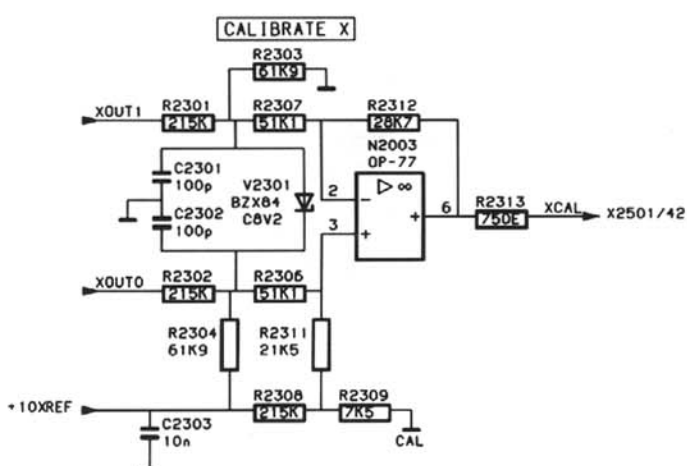 CALIBRATE X
R2303
61K9
XOUT1
R2301
215K
R2307
51K1
R2312
28K7
N2003
OP-77
C2301
100p
V2301
BZX84
C8V2
C2302
100p
2
3
6
▷ ∞
-
+
+
R2313
750E
XCAL
X2501/42
XOUT0
R2302
215K
R2306
51K1
R2304
61K9
R2311
21K5
+10XREF
R2308
215K
R2309
7K5
C2303
10n
CAL